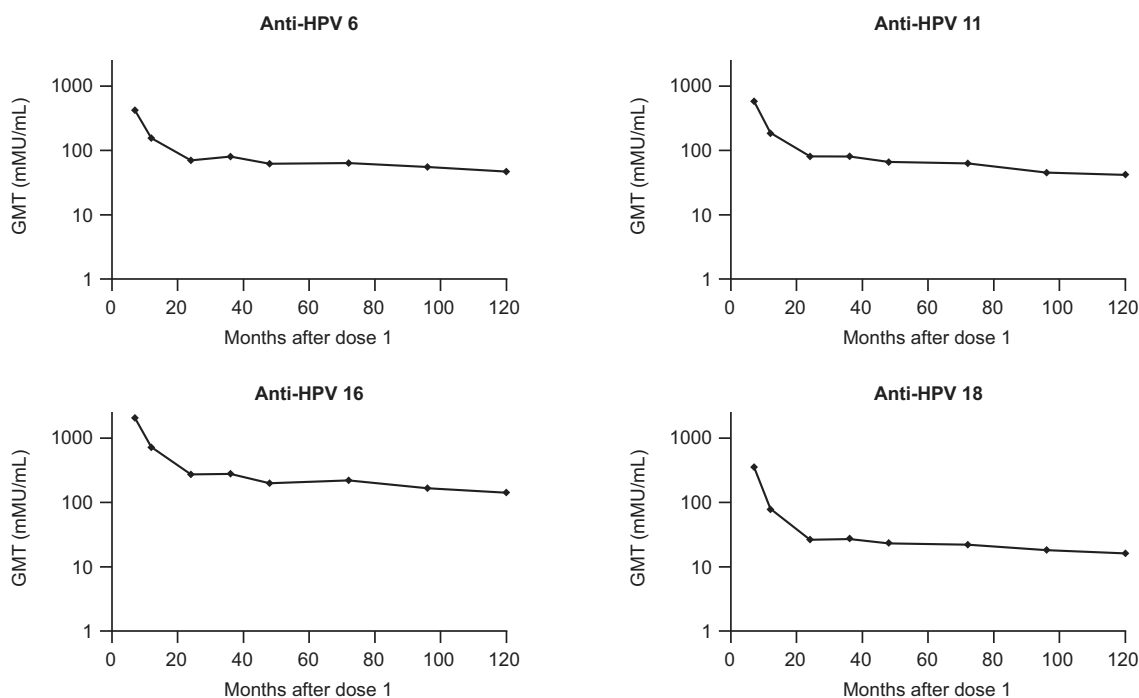 Anti-HPV 6
GMT (mMU/mL)
1000
100
10
1
0 20 40 60 80 100 120
Months after dose 1
Anti-HPV 11
GMT (mMU/mL)
1000
100
10
1
0 20 40 60 80 100 120
Months after dose 1
Anti-HPV 16
GMT (mMU/mL)
1000
100
10
1
0 20 40 60 80 100 120
Months after dose 1
Anti-HPV 18
GMT (mMU/mL)
1000
100
10
1
0 20 40 60 80 100 120
Months after dose 1